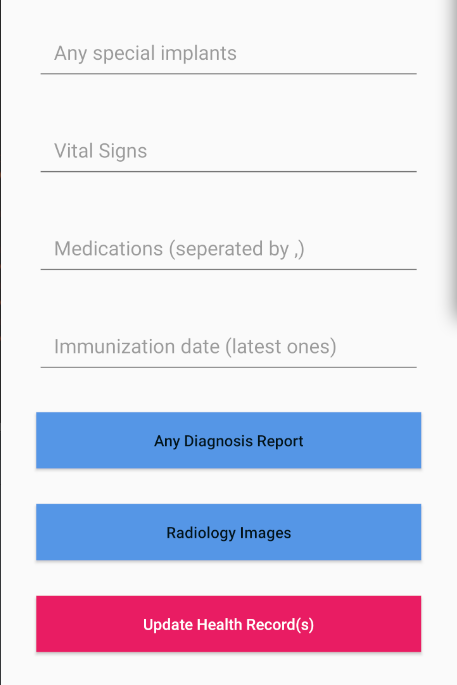 Any special implants
Vital Signs
Medications (seperated by ,)
Immunization date (latest ones)
Any Diagnosis Report
Radiology Images
Update Health Record(s)